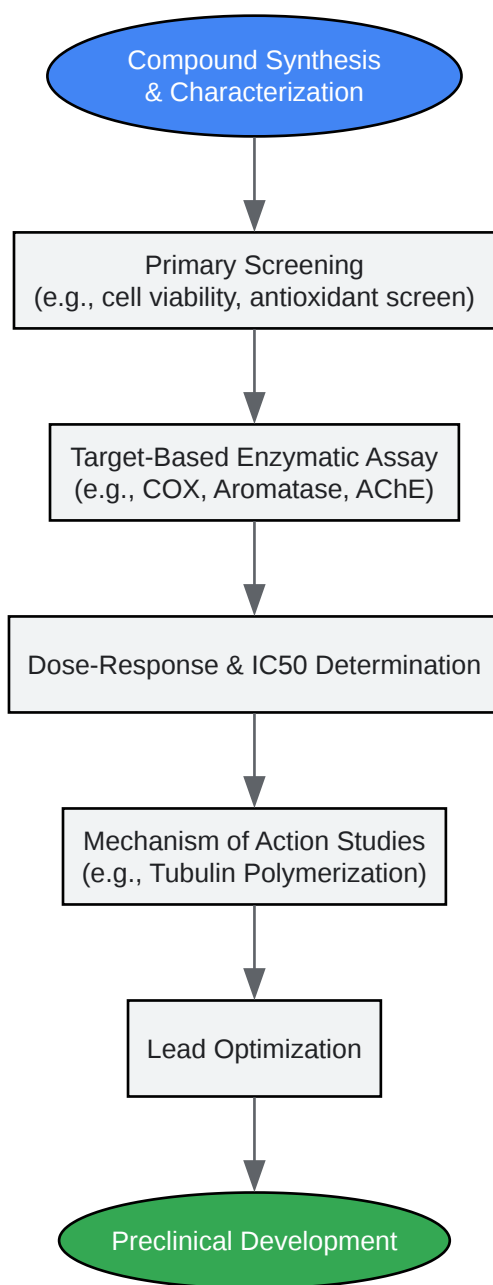 Compound Synthesis
& Characterization
Primary Screening
(e.g., cell viability, antioxidant screen)
Target-Based Enzymatic Assay
(e.g., COX, Aromatase, AChE)
Dose-Response & IC50 Determination
Mechanism of Action Studies
(e.g., Tubulin Polymerization)
Lead Optimization
Preclinical Development